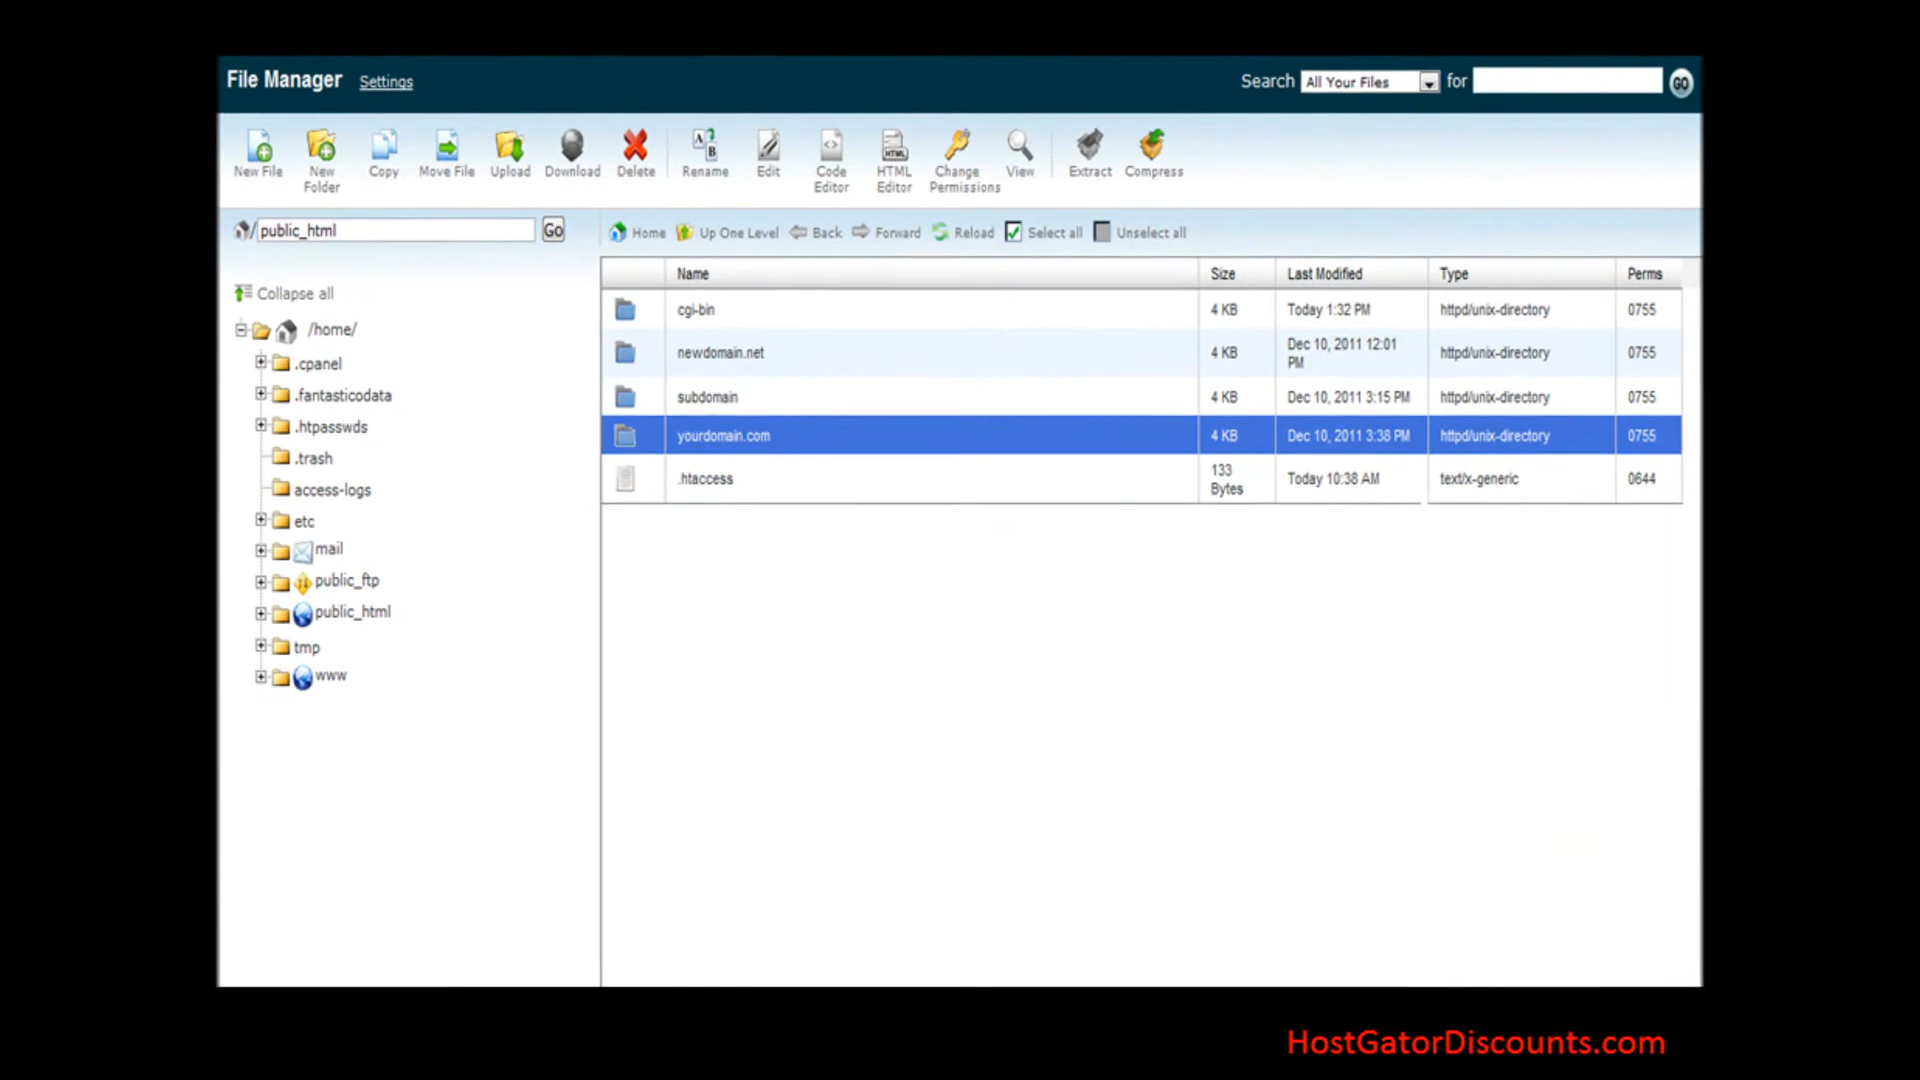 File Manager Settings Search All Your Files for GO
New File New Folder Copy Move File Upload Download Delete Rename Edit Code Editor HTML Editor Change Permissions View Extract Compress
/ public_html Go
Home Up One Level Back Forward Reload Select all Unselect all
Collapse all
/home/
.cpanel
.fantasticodata
.htpasswds
.trash
access-logs
etc
mail
public_ftp
public_html
tmp
www
Name Size Last Modified Type Perms
cgi-bin 4 KB Today 1:32 PM httpd/unix-directory 0755
newdomain.net 4 KB Dec 10, 2011 12:01 PM httpd/unix-directory 0755
subdomain 4 KB Dec 10, 2011 3:15 PM httpd/unix-directory 0755
yourdomain.com 4 KB Dec 10, 2011 3:38 PM httpd/unix-directory 0755
.htaccess 133 Bytes Today 10:38 AM text/x-generic 0644
HostGatorDiscounts.com